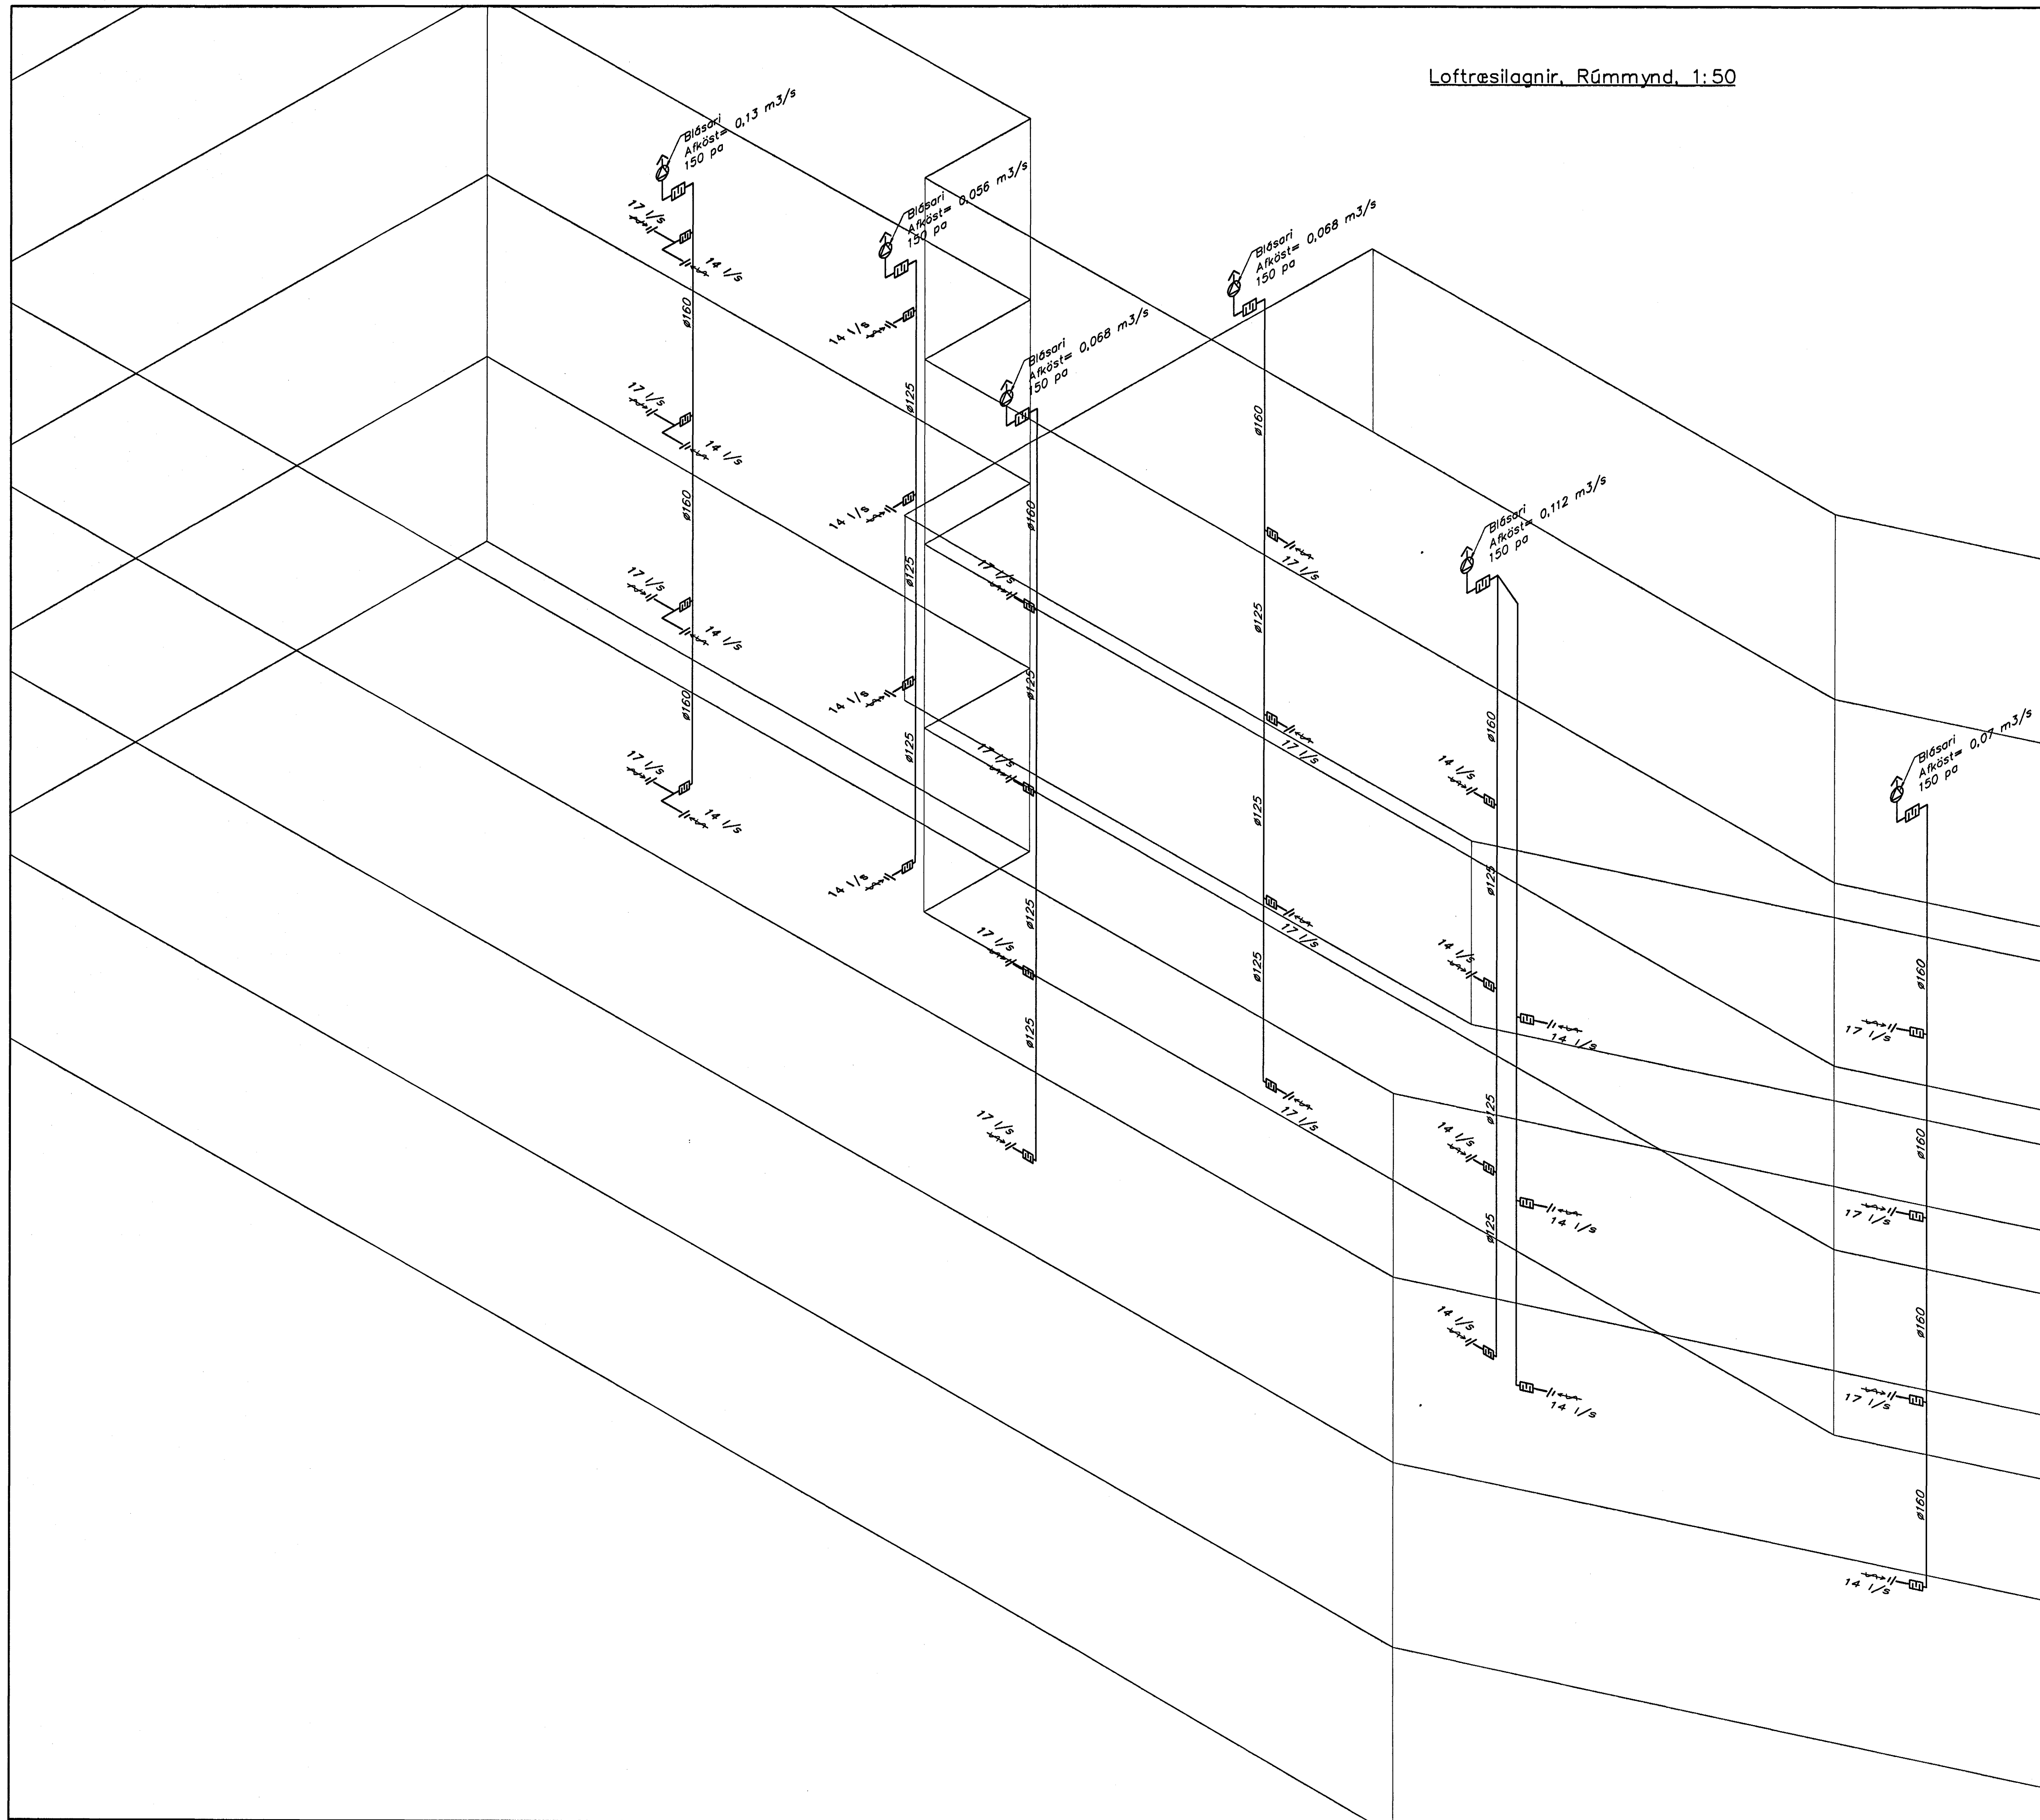 Loftræsilagnir, Rúmmynd, 1:50
Blásari
Afköst= 0,13 m3/s
150 pa
17 l/s
14 l/s
ø160
17 l/s
14 l/s
ø160
17 l/s
14 l/s
ø160
17 l/s
14 l/s
Blásari
Afköst= 0,056 m3/s
150 pa
14 l/s
ø125
14 l/s
ø125
14 l/s
ø125
14 l/s
Blásari
Afköst= 0,068 m3/s
150 pa
ø160
17 l/s
ø125
17 l/s
ø125
17 l/s
ø125
17 l/s
Blásari
Afköst= 0,068 m3/s
150 pa
ø160
17 l/s
ø125
17 l/s
ø125
17 l/s
ø125
17 l/s
Blásari
Afköst= 0,112 m3/s
150 pa
ø160
14 l/s
ø125
14 l/s
14 l/s
ø125
14 l/s
14 l/s
ø125
14 l/s
14 l/s
Blásari
Afköst= 0,07 m3/s
150 pa
ø160
17 l/s
ø160
17 l/s
ø160
17 l/s
ø160
14 l/s